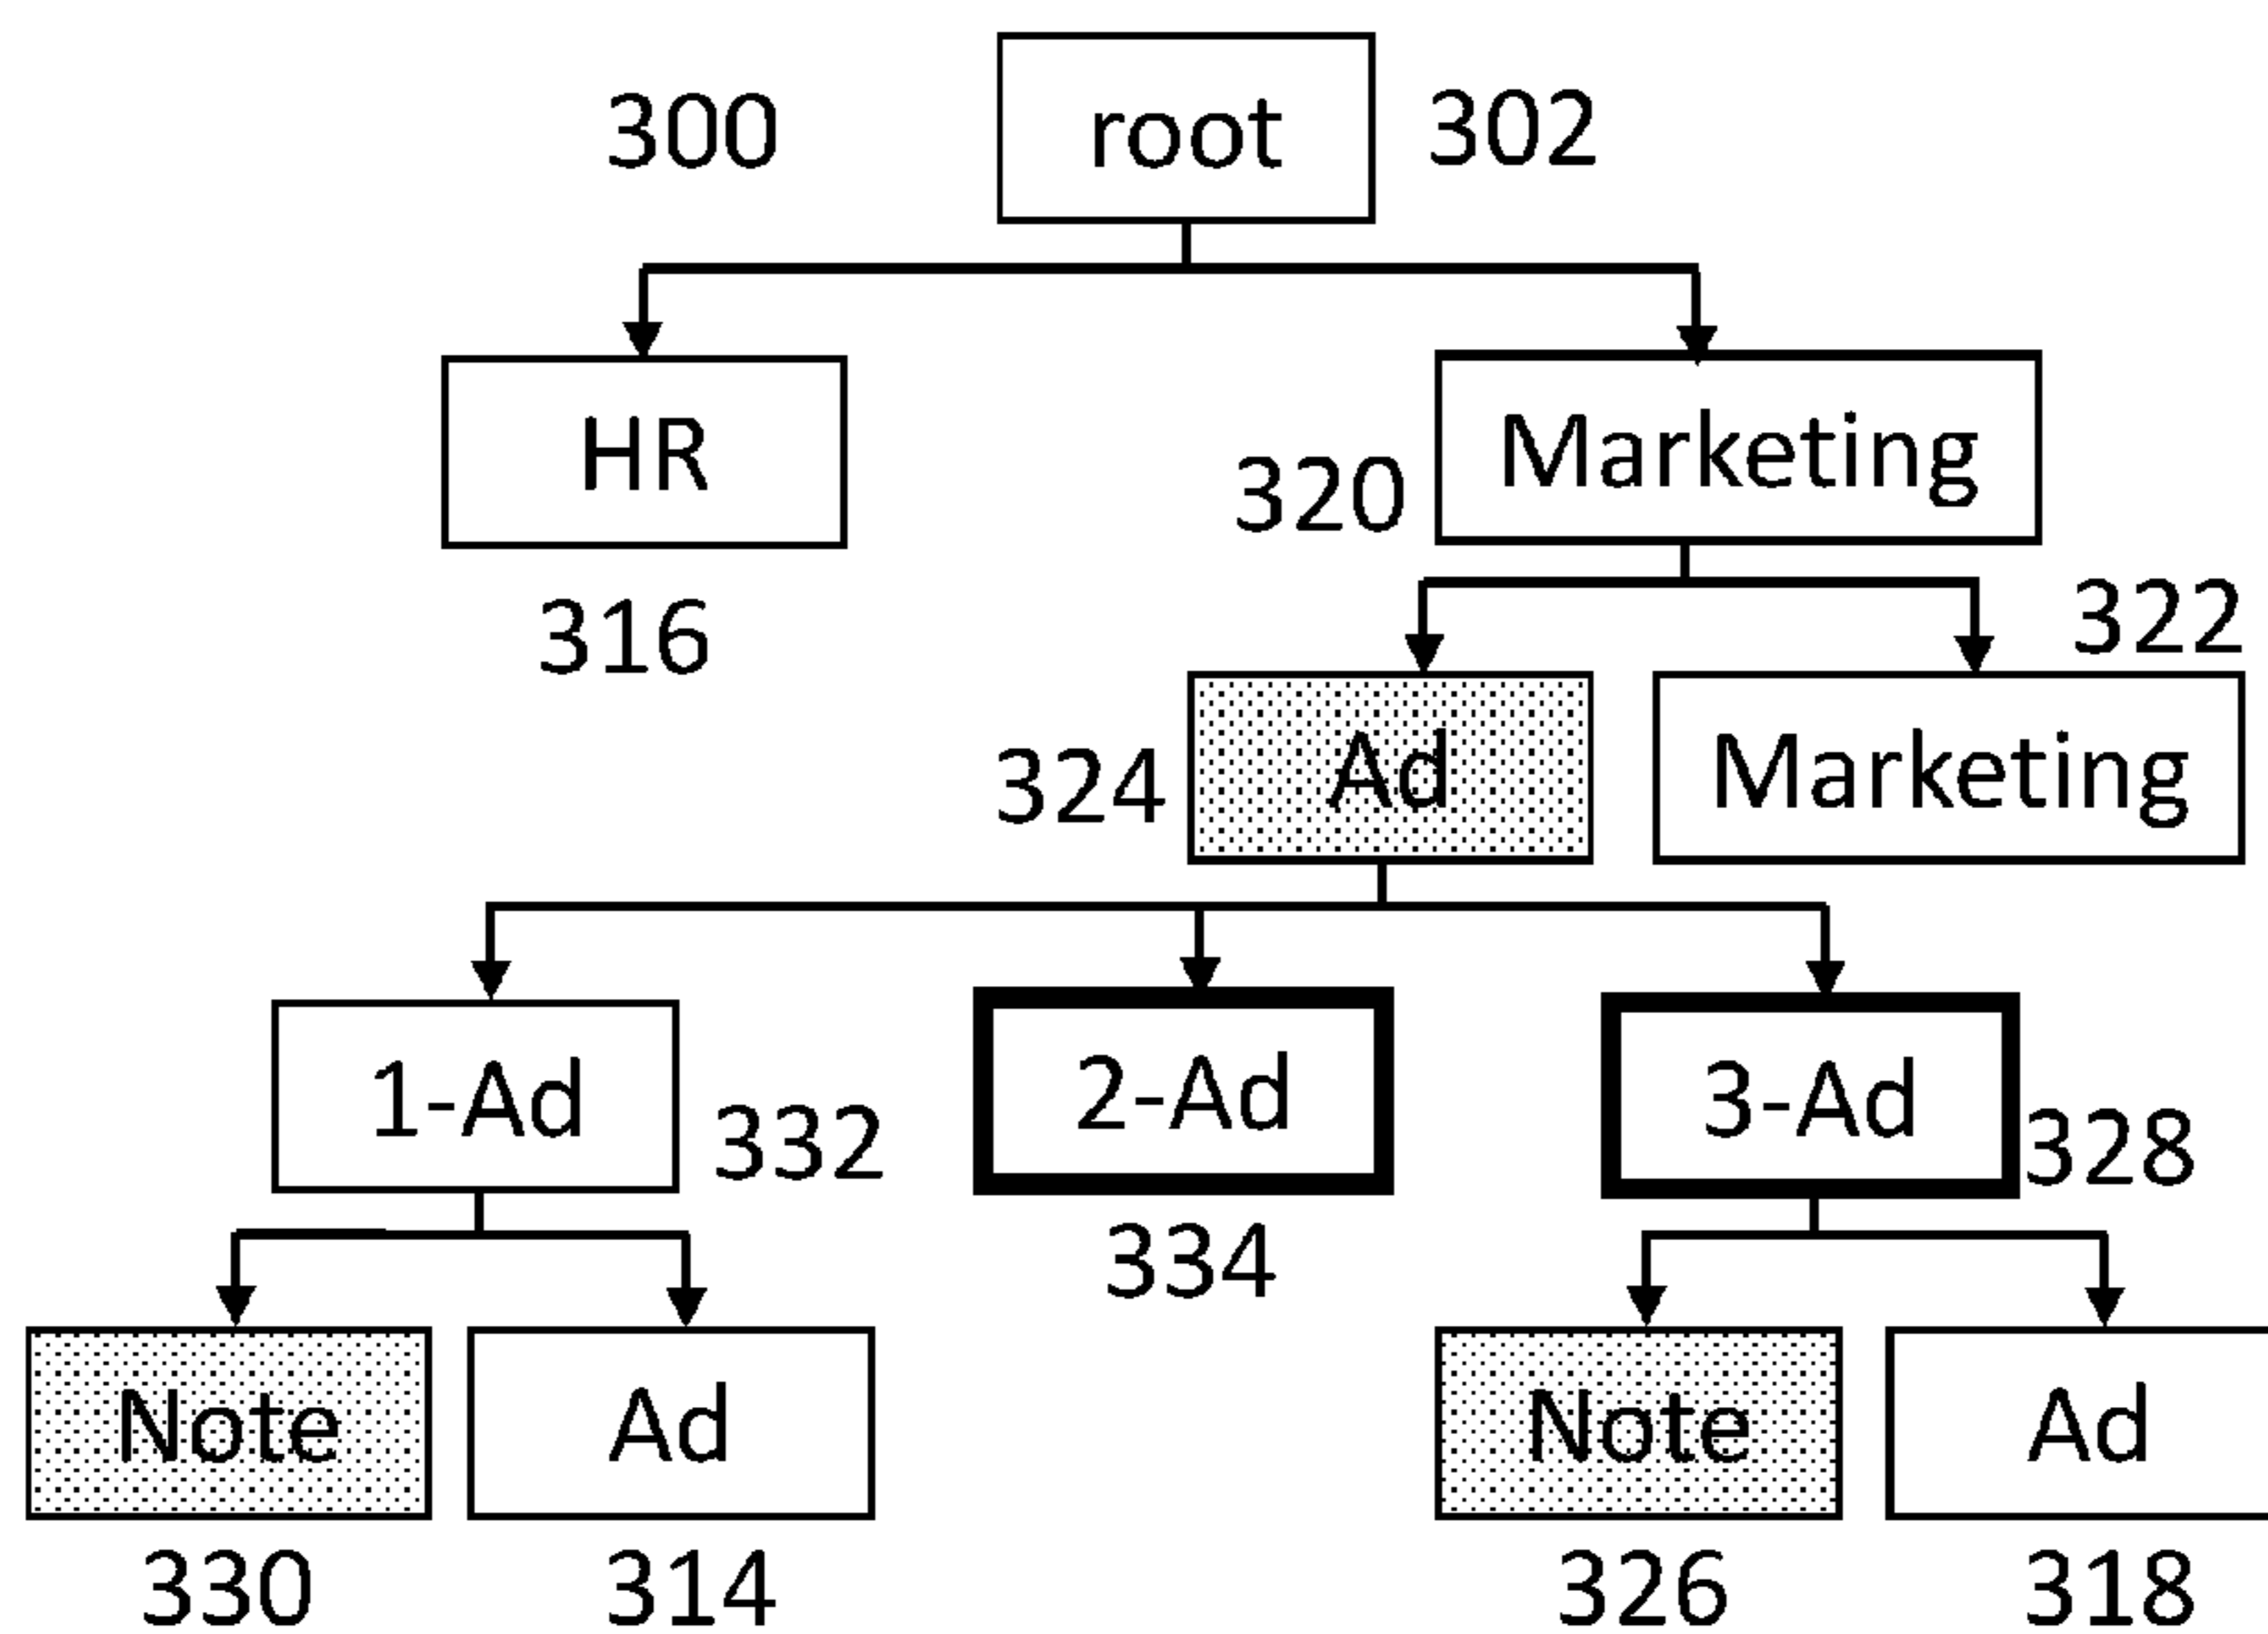 300
root
302
HR
Marketing
320
316
322
324
Ad
Marketing
1-Ad
332
2-Ad
3-Ad
328
334
Note
Ad
Note
Ad
330
314
326
318